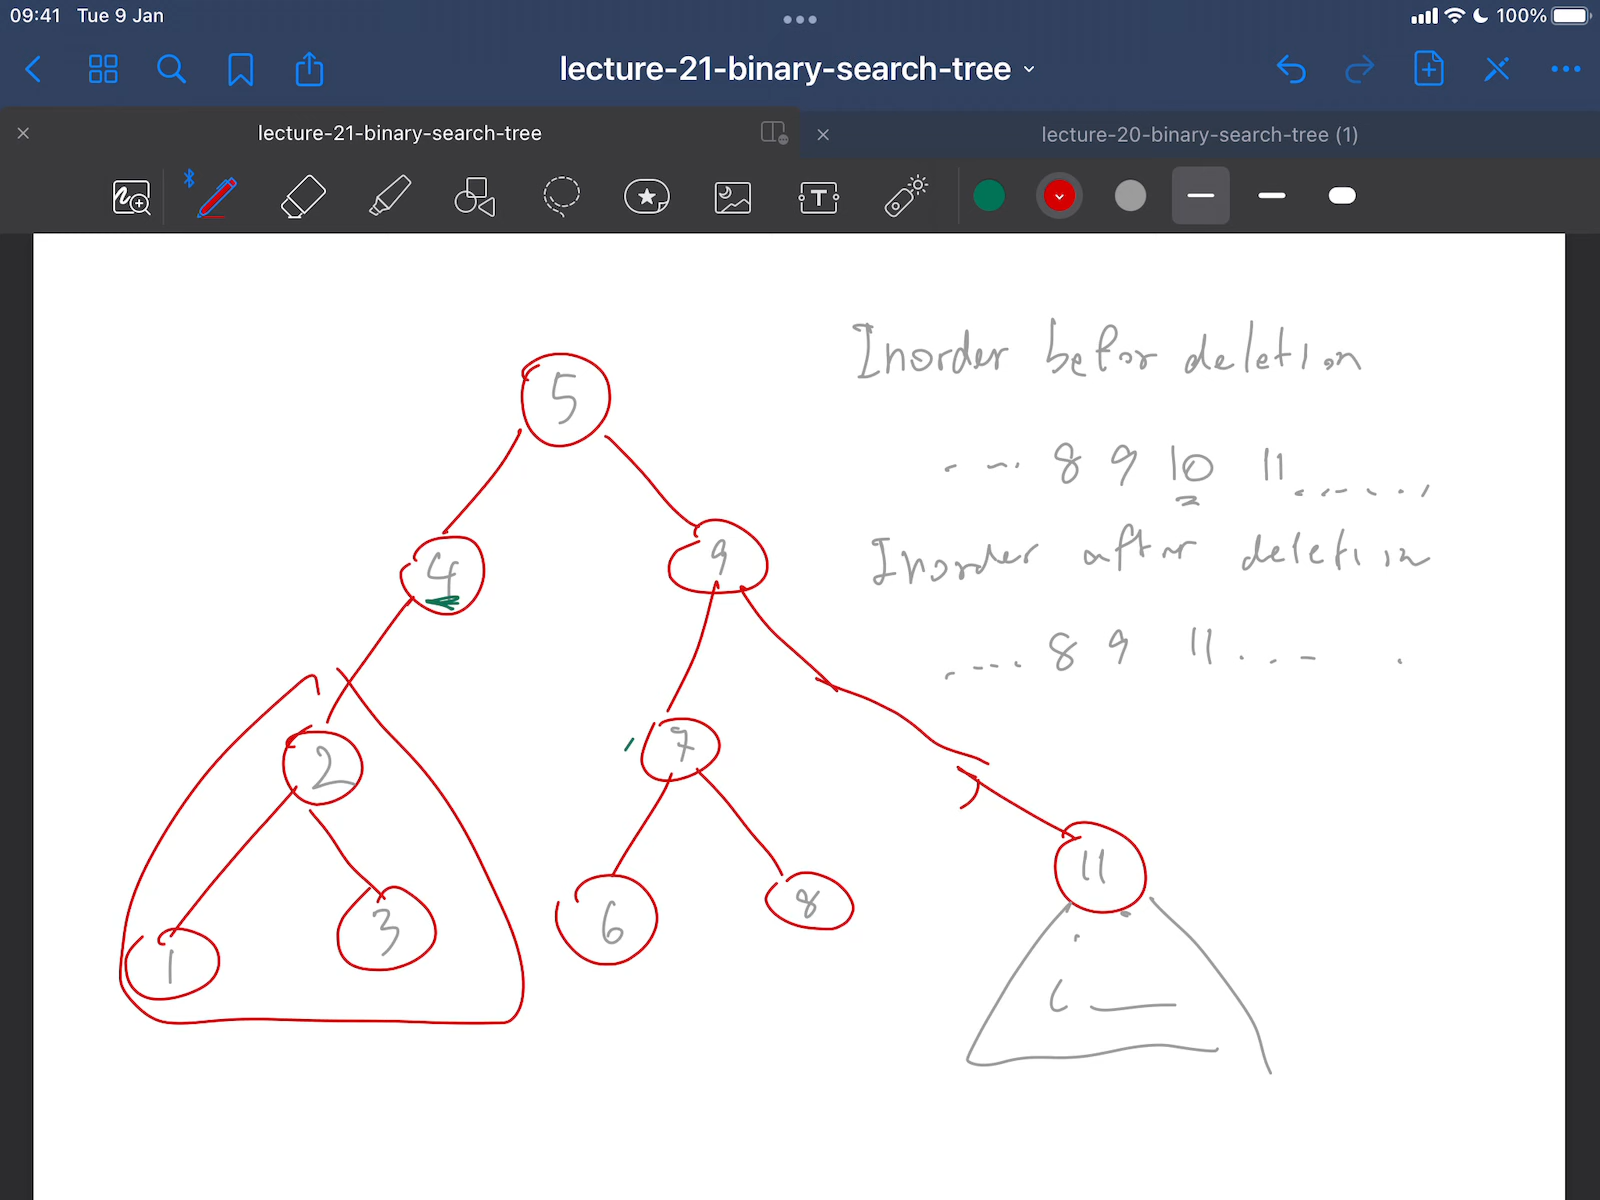 09:41 Tue 9 Jan
100%
lecture-21-binary-search-tree
lecture-21-binary-search-tree
lecture-20-binary-search-tree (1)
T
Inorder befor deletion
5
.... 8 9 10 11 ......
4
9
Inorder after deletion
.... 8 9 11 ... .
2
7
11
1
3
6
8